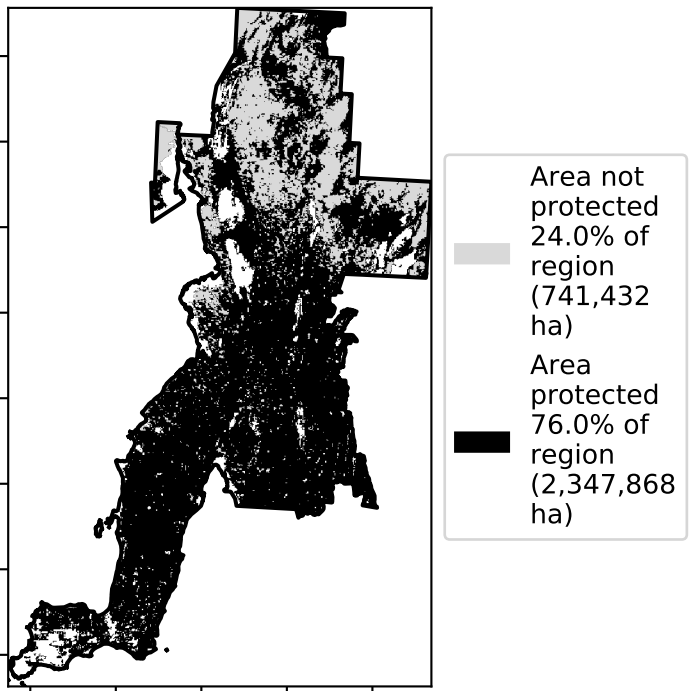 Area not
protected
24.0% of
region
(741,432
ha)
Area
protected
76.0% of
region
(2,347,868
ha)